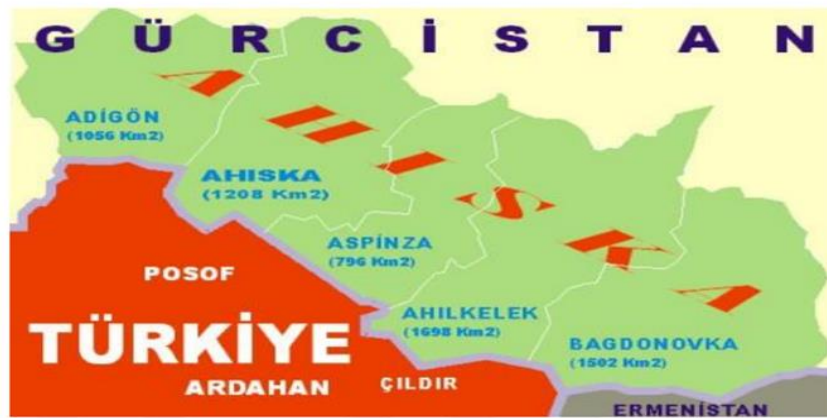 GÜRCİSTAN
AHISKA
ADİGÖN
(1056 Km2)
AHISKA
(1208 Km2)
ASPİNZA
(796 Km2)
POSOF
AHILKELEK
(1698 Km2)
TÜRKİYE
BAGDONOVKA
(1502 Km2)
ARDAHAN
ÇILDIR
ERMENİSTAN